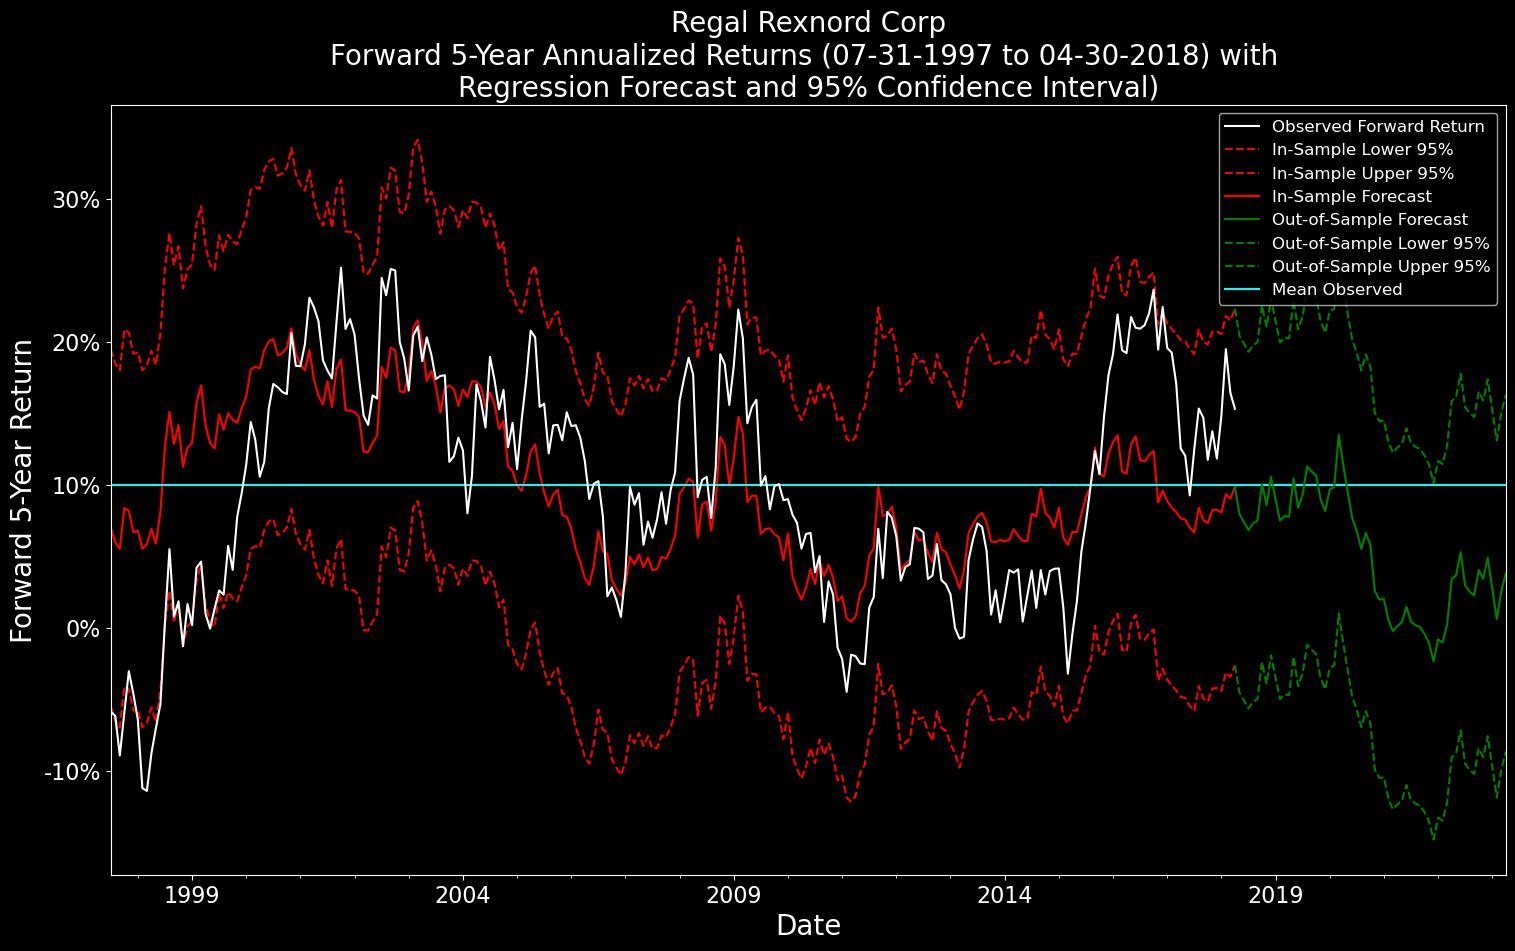 Regal Rexnord Corp
Forward 5-Year Annualized Returns (07-31-1997 to 04-30-2018) with
Regression Forecast and 95% Confidence Interval)
Observed Forward Return
In-Sample Lower 95%
In-Sample Upper 95%
In-Sample Forecast
Out-of-Sample Forecast
Out-of-Sample Lower 95%
Out-of-Sample Upper 95%
Mean Observed
Forward 5-Year Return
30%
20%
10%
0%
-10%
1999 2004 2009 2014 2019
Date